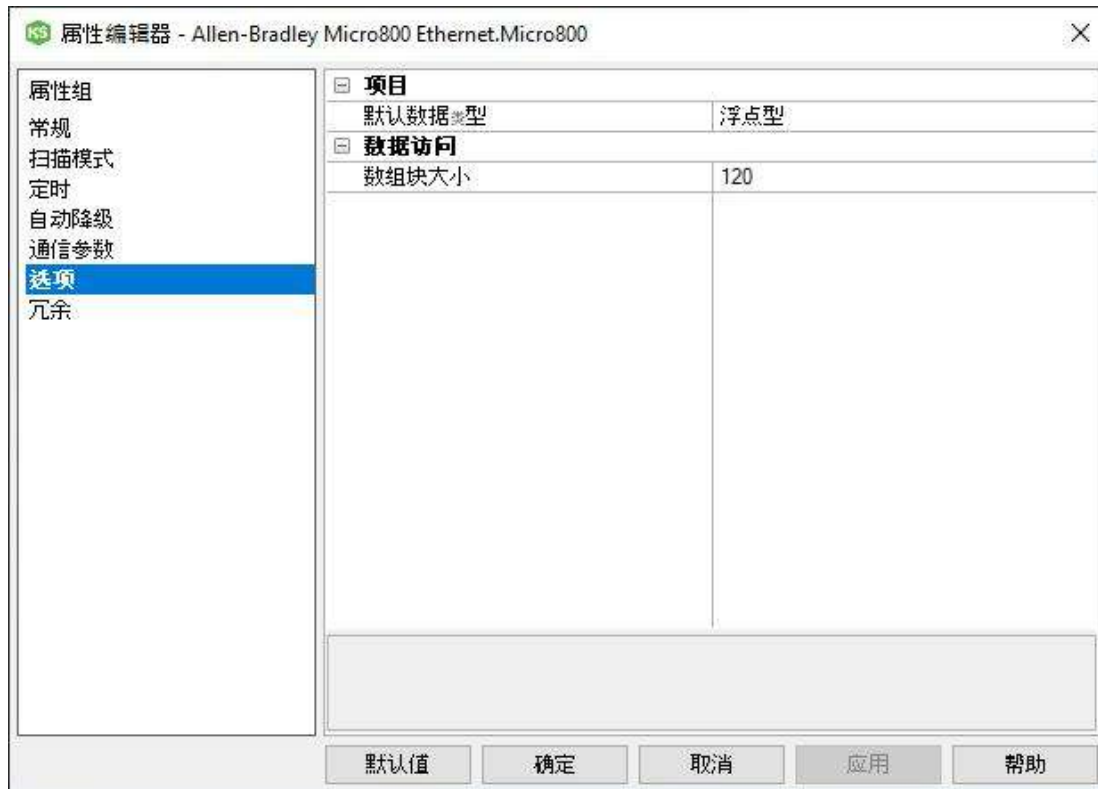 属性编辑器 - Allen-Bradley Micro800 Ethernet.Micro800
属性组
常规
扫描模式
定时
自动降级
通信参数
选项
冗余
项目
默认数据类型 浮点型
数据访问
数组块大小 120
默认值 确定 取消 应用 帮助